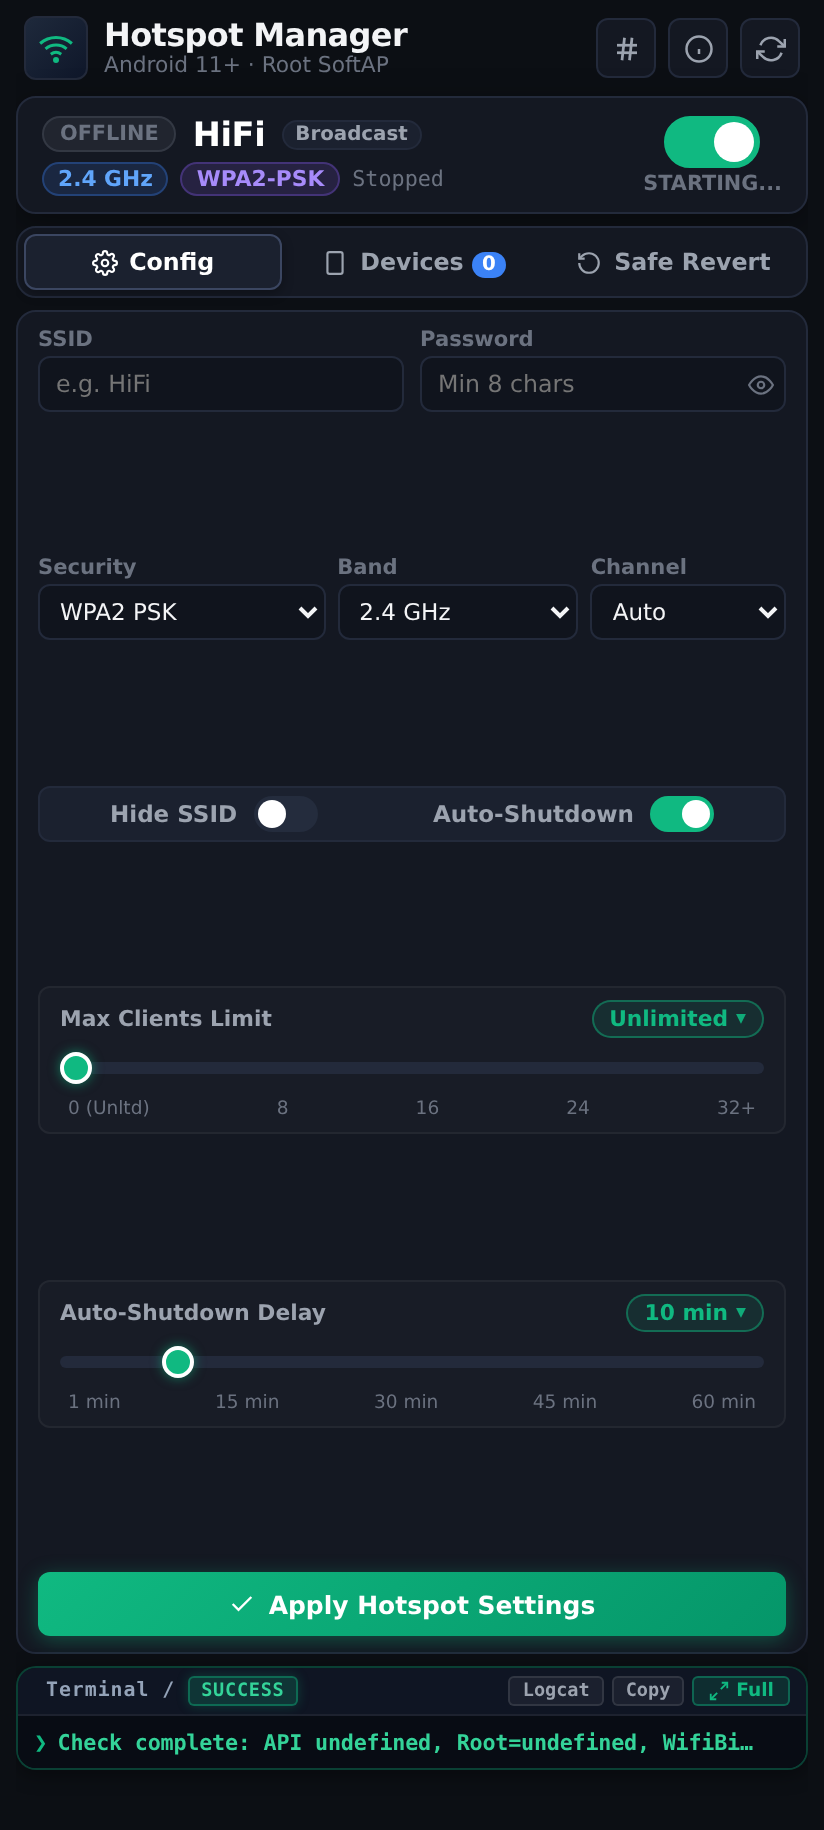 Hotspot Manager
Android 11+ · Root SoftAP
OFFLINE HiFi Broadcast
2.4 GHz WPA2-PSK Stopped
STARTING...
Config Devices 0 Safe Revert
SSID Password
e.g. HiFi Min 8 chars
Security Band Channel
WPA2 PSK 2.4 GHz Auto
Hide SSID Auto-Shutdown
Max Clients Limit Unlimited ▼
0 (Unltd) 8 16 24 32+
Auto-Shutdown Delay 10 min ▼
1 min 15 min 30 min 45 min 60 min
Apply Hotspot Settings
Terminal / SUCCESS Logcat Copy Full
❯ Check complete: API undefined, Root=undefined, WifiBi…